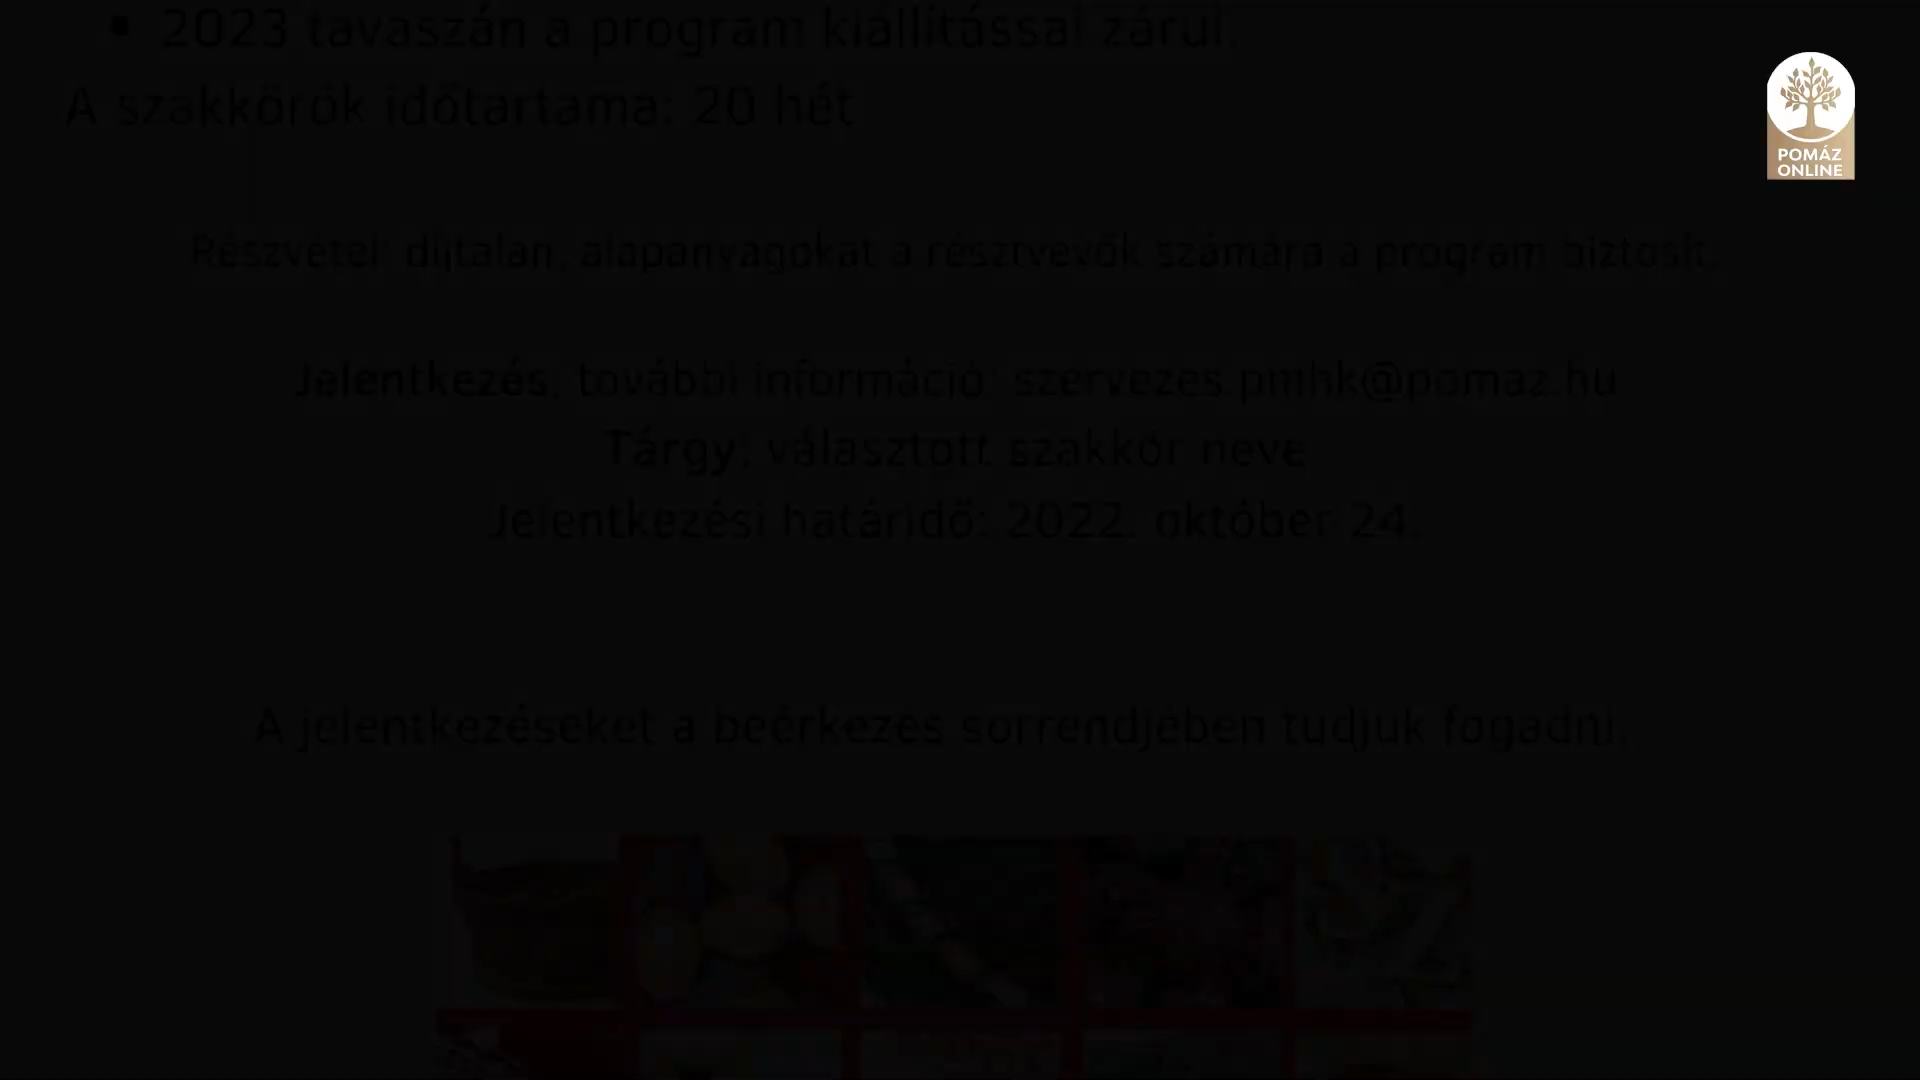 2023 tavaszán a program kiállítással zárul.
A szakkörök időtartama: 20 hét
Részvétel: díjtalan, alapanyagokat a résztvevők számára a program biztosít.
Jelentkezés, további információ: szervezes.pmhk@pomaz.hu
Tárgy: választott szakkör neve
Jelentkezési határidő: 2022. október 24.
A jelentkezéseket a beérkezés sorrendjében tudjuk fogadni.
POMÁZ
ONLINE